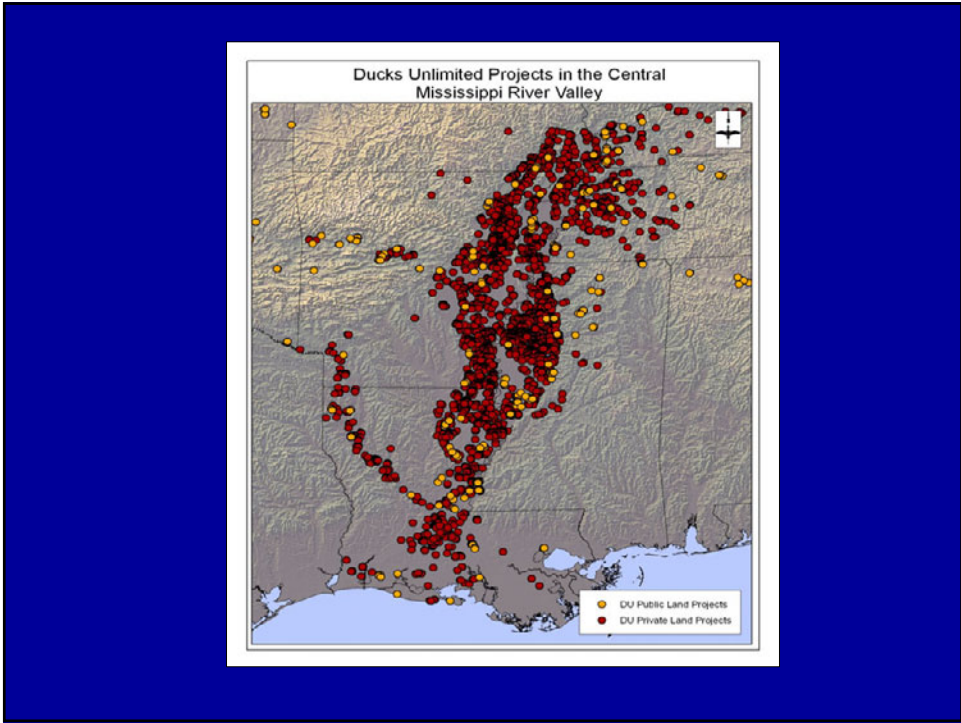 Ducks Unlimited Projects in the Central
Mississippi River Valley
DU Public Land Projects
DU Private Land Projects